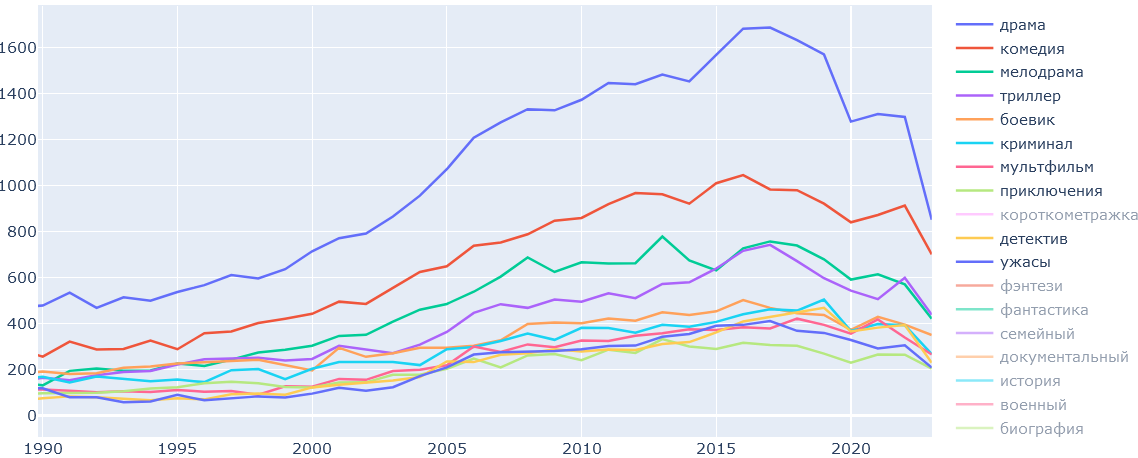 1600
1400
1200
1000
800
600
400
200
0
1990
1995
2000
2005
2010
2015
2020
драма
комедия
мелодрама
триллер
боевик
криминал
мультфильм
приключения
короткометражка
детектив
ужасы
фэнтези
фантастика
семейный
документальный
история
военный
биография